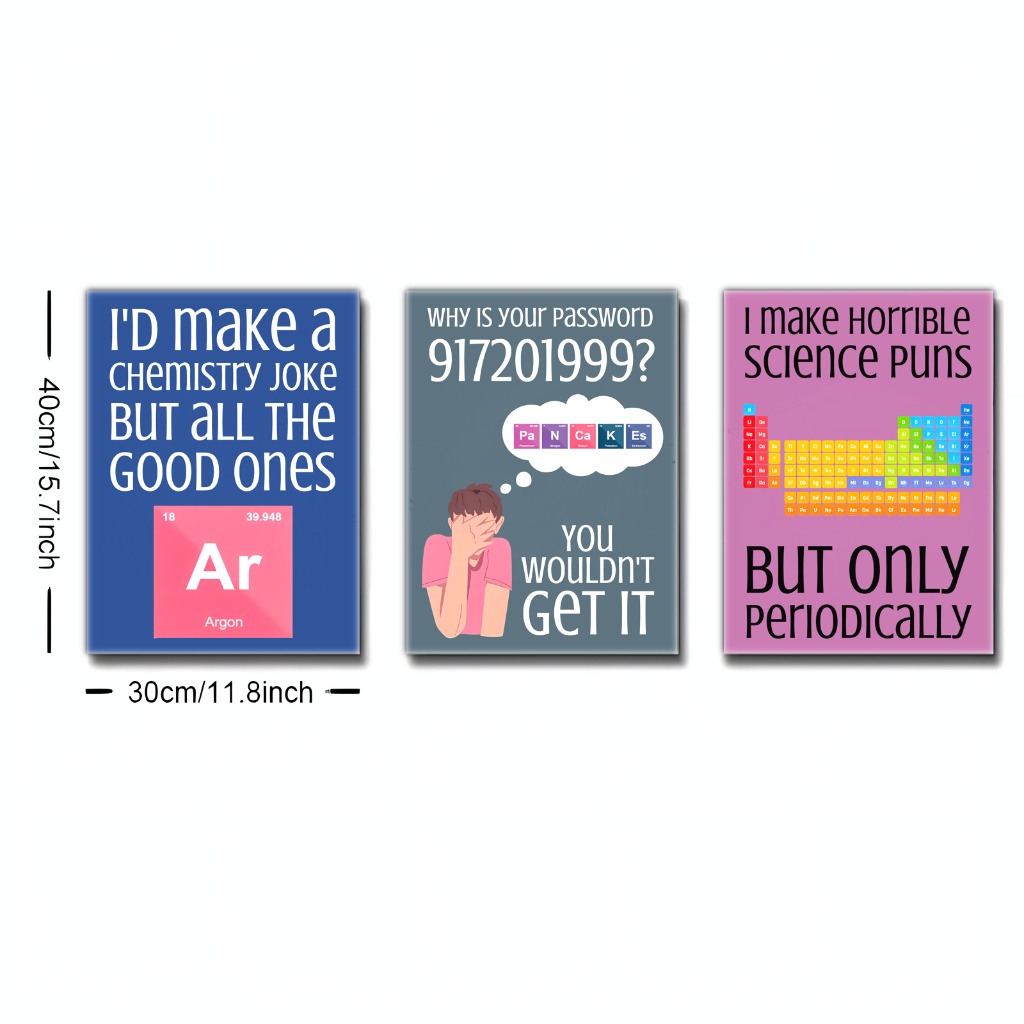 I'D MAKE A
CHEMISTRY JOKE
BUT ALL THE
GOOD ONES
18 39.948
Ar
Argon
WHY IS YOUR PASSWORD
917201999?
Pa N Ca K Es
YOU
WOULDN'T
GET IT
I MAKE HORRIBLE
SCIENCE PUNS
BUT ONLY
PERIODICALLY
40cm/15.7inch
30cm/11.8inch